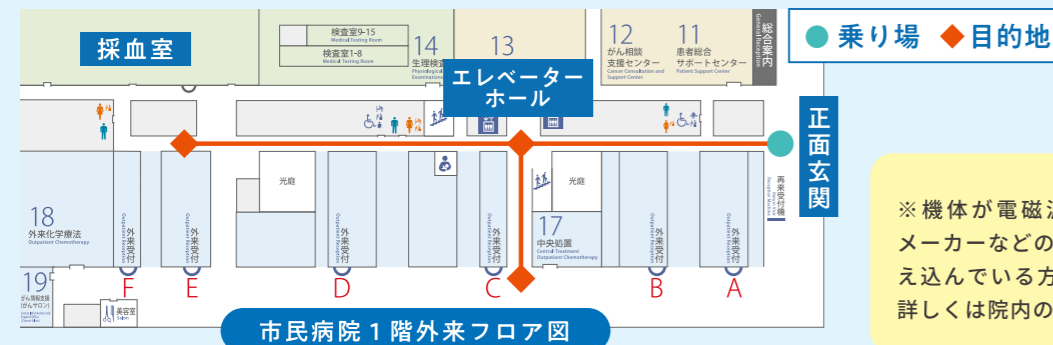 乗り場
目的地
採血室
検査室9-15
Medical Testing Room
検査室1-8
Medical Testing Room
14
生理検査
13
12
がん相談
支援センター
Cancer Consultation and
Support Center
11
患者総合
サポートセンター
Patient Support Center
総合案内
General Reception
エレベーター
ホール
正面玄関
再来受付機
光庭
光庭
18
外来化学療法
Outpatient Chemotherapy
17
中央処置
Central Treatment
Outpatient Chemotherapy
19
がん情報支援
(がんサロン)
美容室
Salon
外来受付
Outpatient Reception
F
外来受付
Outpatient Reception
E
外来受付
Outpatient Reception
D
外来受付
Outpatient Reception
C
外来受付
Outpatient Reception
B
外来受付
Outpatient Reception
A
市民病院1階外来フロア図
※機体が電磁
メーカーなどの
え込んでいる方
詳しくは院内の